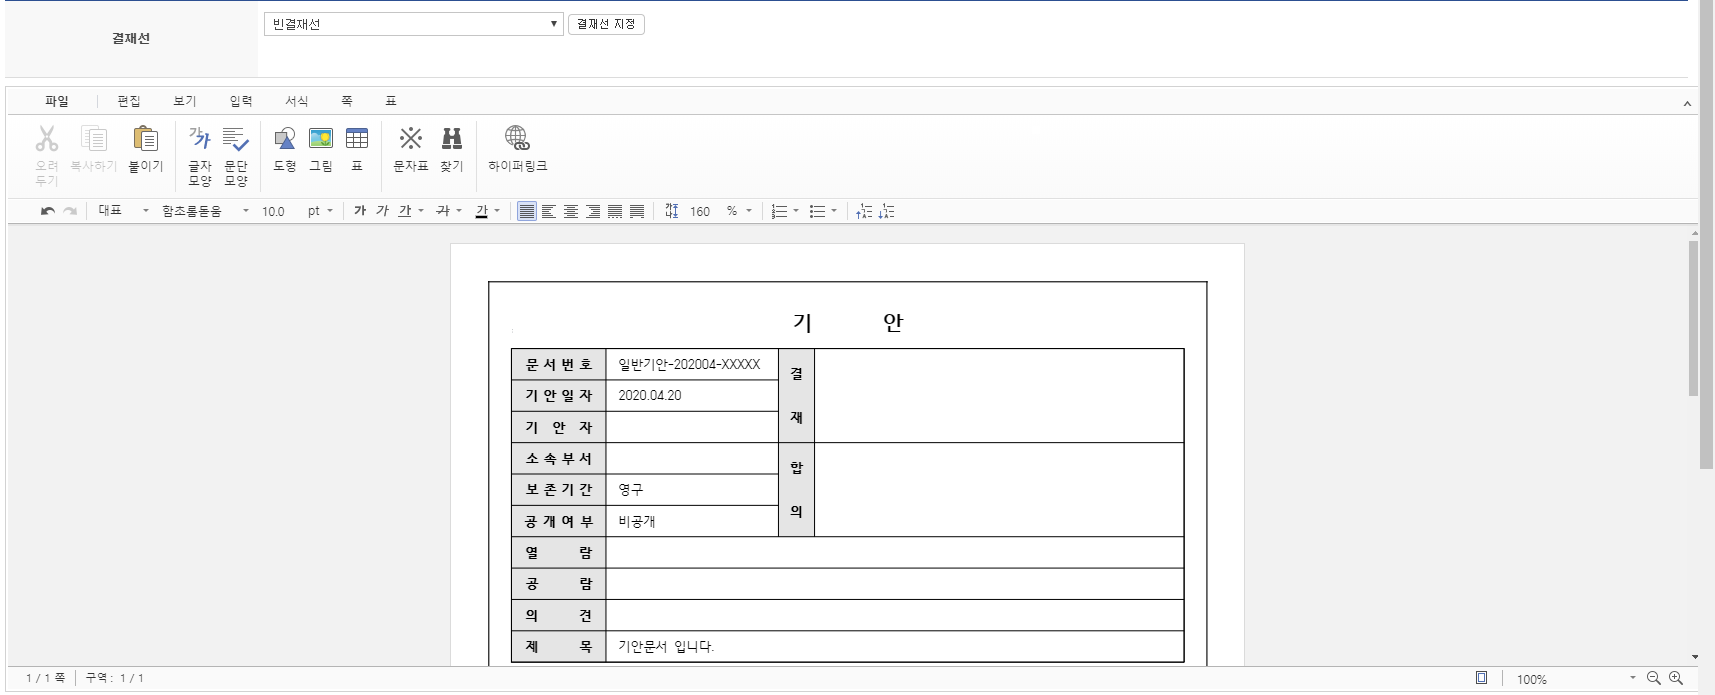 결재선
빈결재선 결재선 지정
파일 편집 보기 입력 서식 쪽 표
오려
두기
복사하기
붙이기
글자
모양
문단
모양
도형
그림
표
문자표
찾기
하이퍼링크
대표 함초롬돋움 10.0 pt 가 가 가 가 가 160 %
기 안
문서번호 일반기안-202004-XXXXX
기안일자 2020.04.20
기 안 자
결
재
소속부서
보존기간 영구
공개여부 비공개
합
의
열 람
공 람
의 견
제 목 기안문서 입니다.
1 / 1 쪽 구역 : 1 / 1 100%